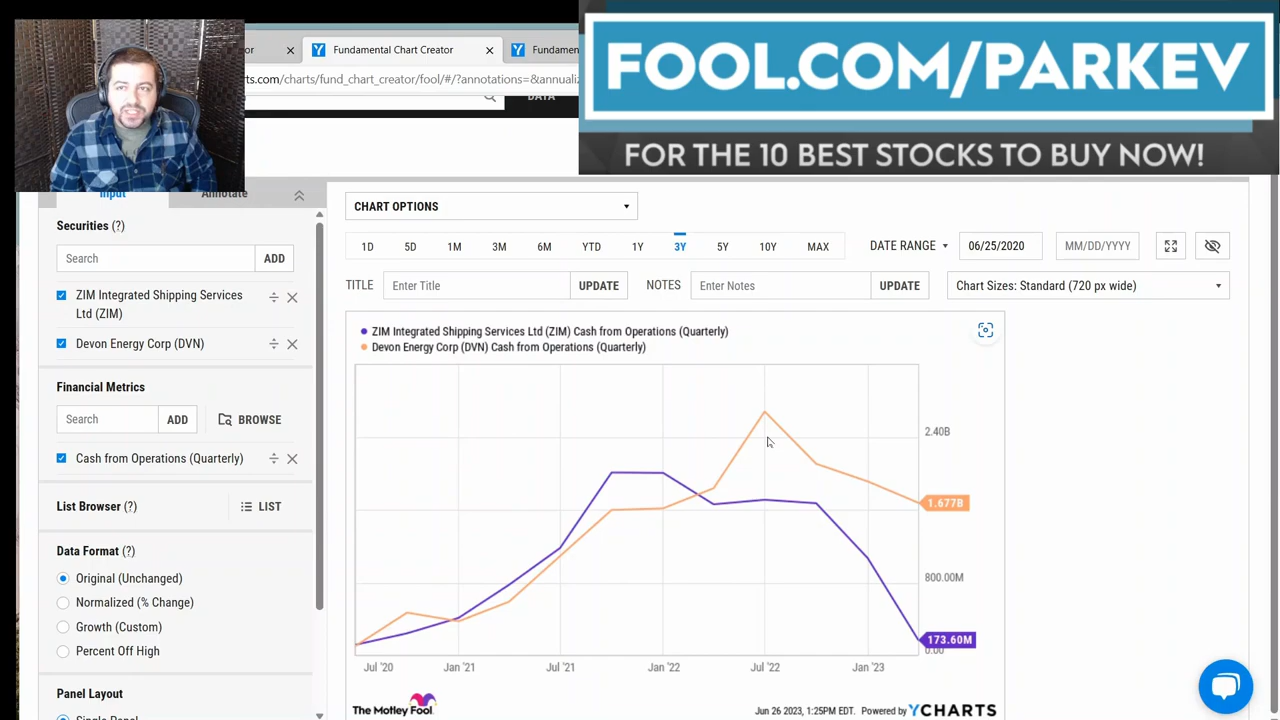 FOOL.COM/PARKEV
FOR THE 10 BEST STOCKS TO BUY NOW!
or
Fundamental Chart Creator
Fundamen
rts.com/charts/fund_chart_creator/fool/#/?annotations=&annualiz
DATA
Input
Annotate
Securities (?)
Search
ADD
ZIM Integrated Shipping Services
Ltd (ZIM)
Devon Energy Corp (DVN)
Financial Metrics
Search
ADD
BROWSE
Cash from Operations (Quarterly)
List Browser (?)
LIST
Data Format (?)
Original (Unchanged)
Normalized (% Change)
Growth (Custom)
Percent Off High
Panel Layout
Single Panel
CHART OPTIONS
1D 5D 1M 3M 6M YTD 1Y 3Y 5Y 10Y MAX
DATE RANGE 06/25/2020 MM/DD/YYYY
TITLE Enter Title UPDATE NOTES Enter Notes UPDATE Chart Sizes: Standard (720 px wide)
ZIM Integrated Shipping Services Ltd (ZIM) Cash from Operations (Quarterly)
Devon Energy Corp (DVN) Cash from Operations (Quarterly)
2.40B
1.677B
800.00M
173.60M
0.00
Jul '20 Jan '21 Jul '21 Jan '22 Jul '22 Jan '23
The Motley Fool.
Jun 26 2023, 1:25PM EDT. Powered by YCHARTS